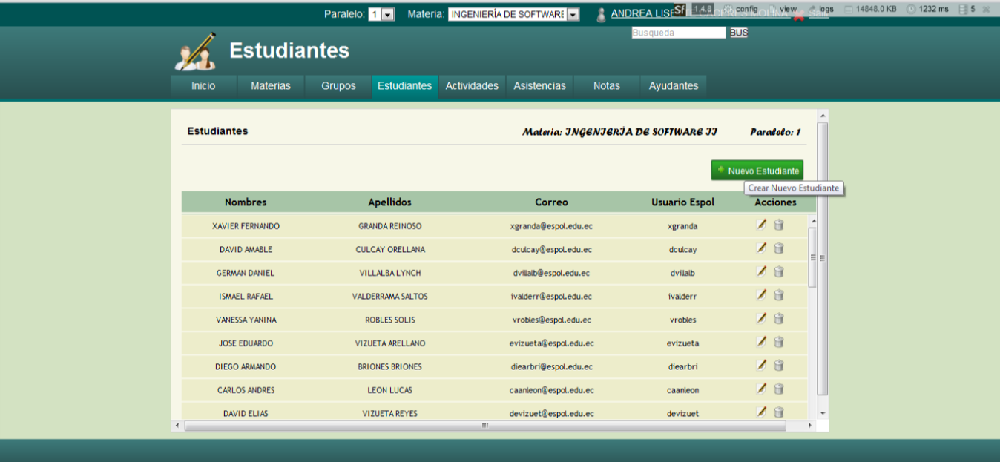 Paralelo: 1 Materia: INGENIERÍA DE SOFTWARE ANDREA LISE 1.4.8 config view logs 14848.0 KB 1232 ms 5
Busqueda BUS
Estudiantes
Inicio Materias Grupos Estudiantes Actividades Asistencias Notas Ayudantes
Estudiantes Materia: INGENIERÍA DE SOFTWARE II Paralelo: 1
Nuevo Estudiante
Crear Nuevo Estudiante
Nombres Apellidos Correo Usuario Espol Acciones
XAVIER FERNANDO GRANDA REINOSO xgranda@espol.edu.ec xgranda
DAVID AMABLE CULCAY ORELLANA dculcay@espol.edu.ec dculcay
GERMAN DANIEL VILLALBA LYNCH dvillalb@espol.edu.ec dvillalb
ISMAEL RAFAEL VALDERRAMA SALTOS ivalderr@espol.edu.ec ivalderr
VANESSA YANINA ROBLES SOLIS vrobles@espol.edu.ec vrobles
JOSE EDUARDO VIZUETA ARELLANO evizueta@espol.edu.ec evizueta
DIEGO ARMANDO BRIONES BRIONES diearbri@espol.edu.ec diearbri
CARLOS ANDRES LEON LUCAS caanleon@espol.edu.ec caanleon
DAVID ELIAS VIZUETA REYES devizuet@espol.edu.ec devizuet